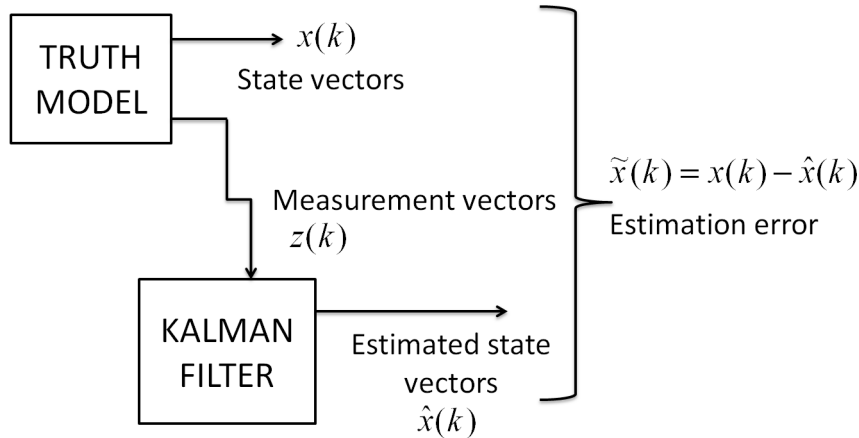 TRUTH
MODEL
x(k)
State vectors
Measurement vectors
z(k)
KALMAN
FILTER
Estimated state
vectors
x̂(k)
x̃(k) = x(k) − x̂(k)
Estimation error